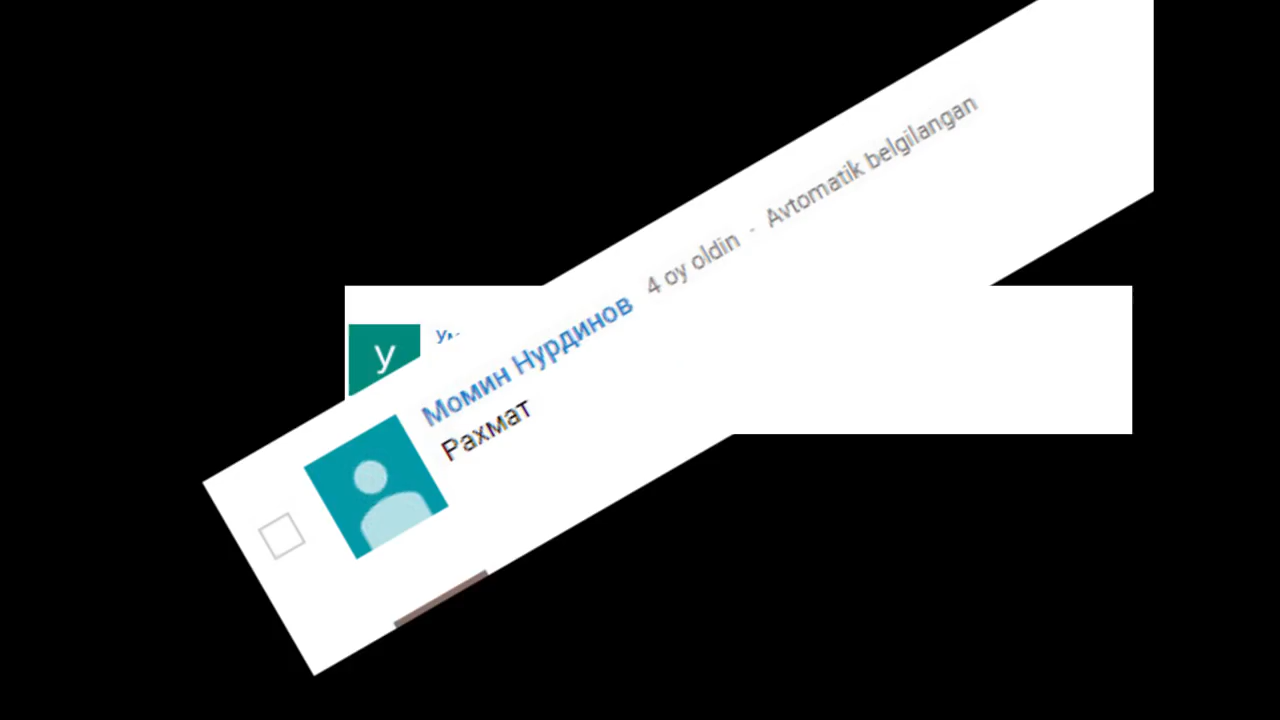 у
Момин Нурдинов 4 oy oldin · Avtomatik belgilangan
Рахмат